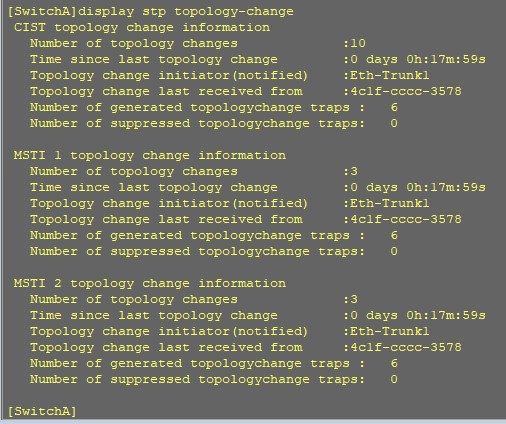 [SwitchA]display stp topology-change
CIST topology change information
Number of topology changes :10
Time since last topology change :0 days 0h:17m:59s
Topology change initiator(notified) :Eth-Trunk1
Topology change last received from :4c1f-cccc-3578
Number of generated topologychange traps : 6
Number of suppressed topologychange traps: 0
MSTI 1 topology change information
Number of topology changes :3
Time since last topology change :0 days 0h:17m:59s
Topology change initiator(notified) :Eth-Trunk1
Topology change last received from :4c1f-cccc-3578
Number of generated topologychange traps : 6
Number of suppressed topologychange traps: 0
MSTI 2 topology change information
Number of topology changes :3
Time since last topology change :0 days 0h:17m:59s
Topology change initiator(notified) :Eth-Trunk1
Topology change last received from :4c1f-cccc-3578
Number of generated topologychange traps : 6
Number of suppressed topologychange traps: 0
[SwitchA]